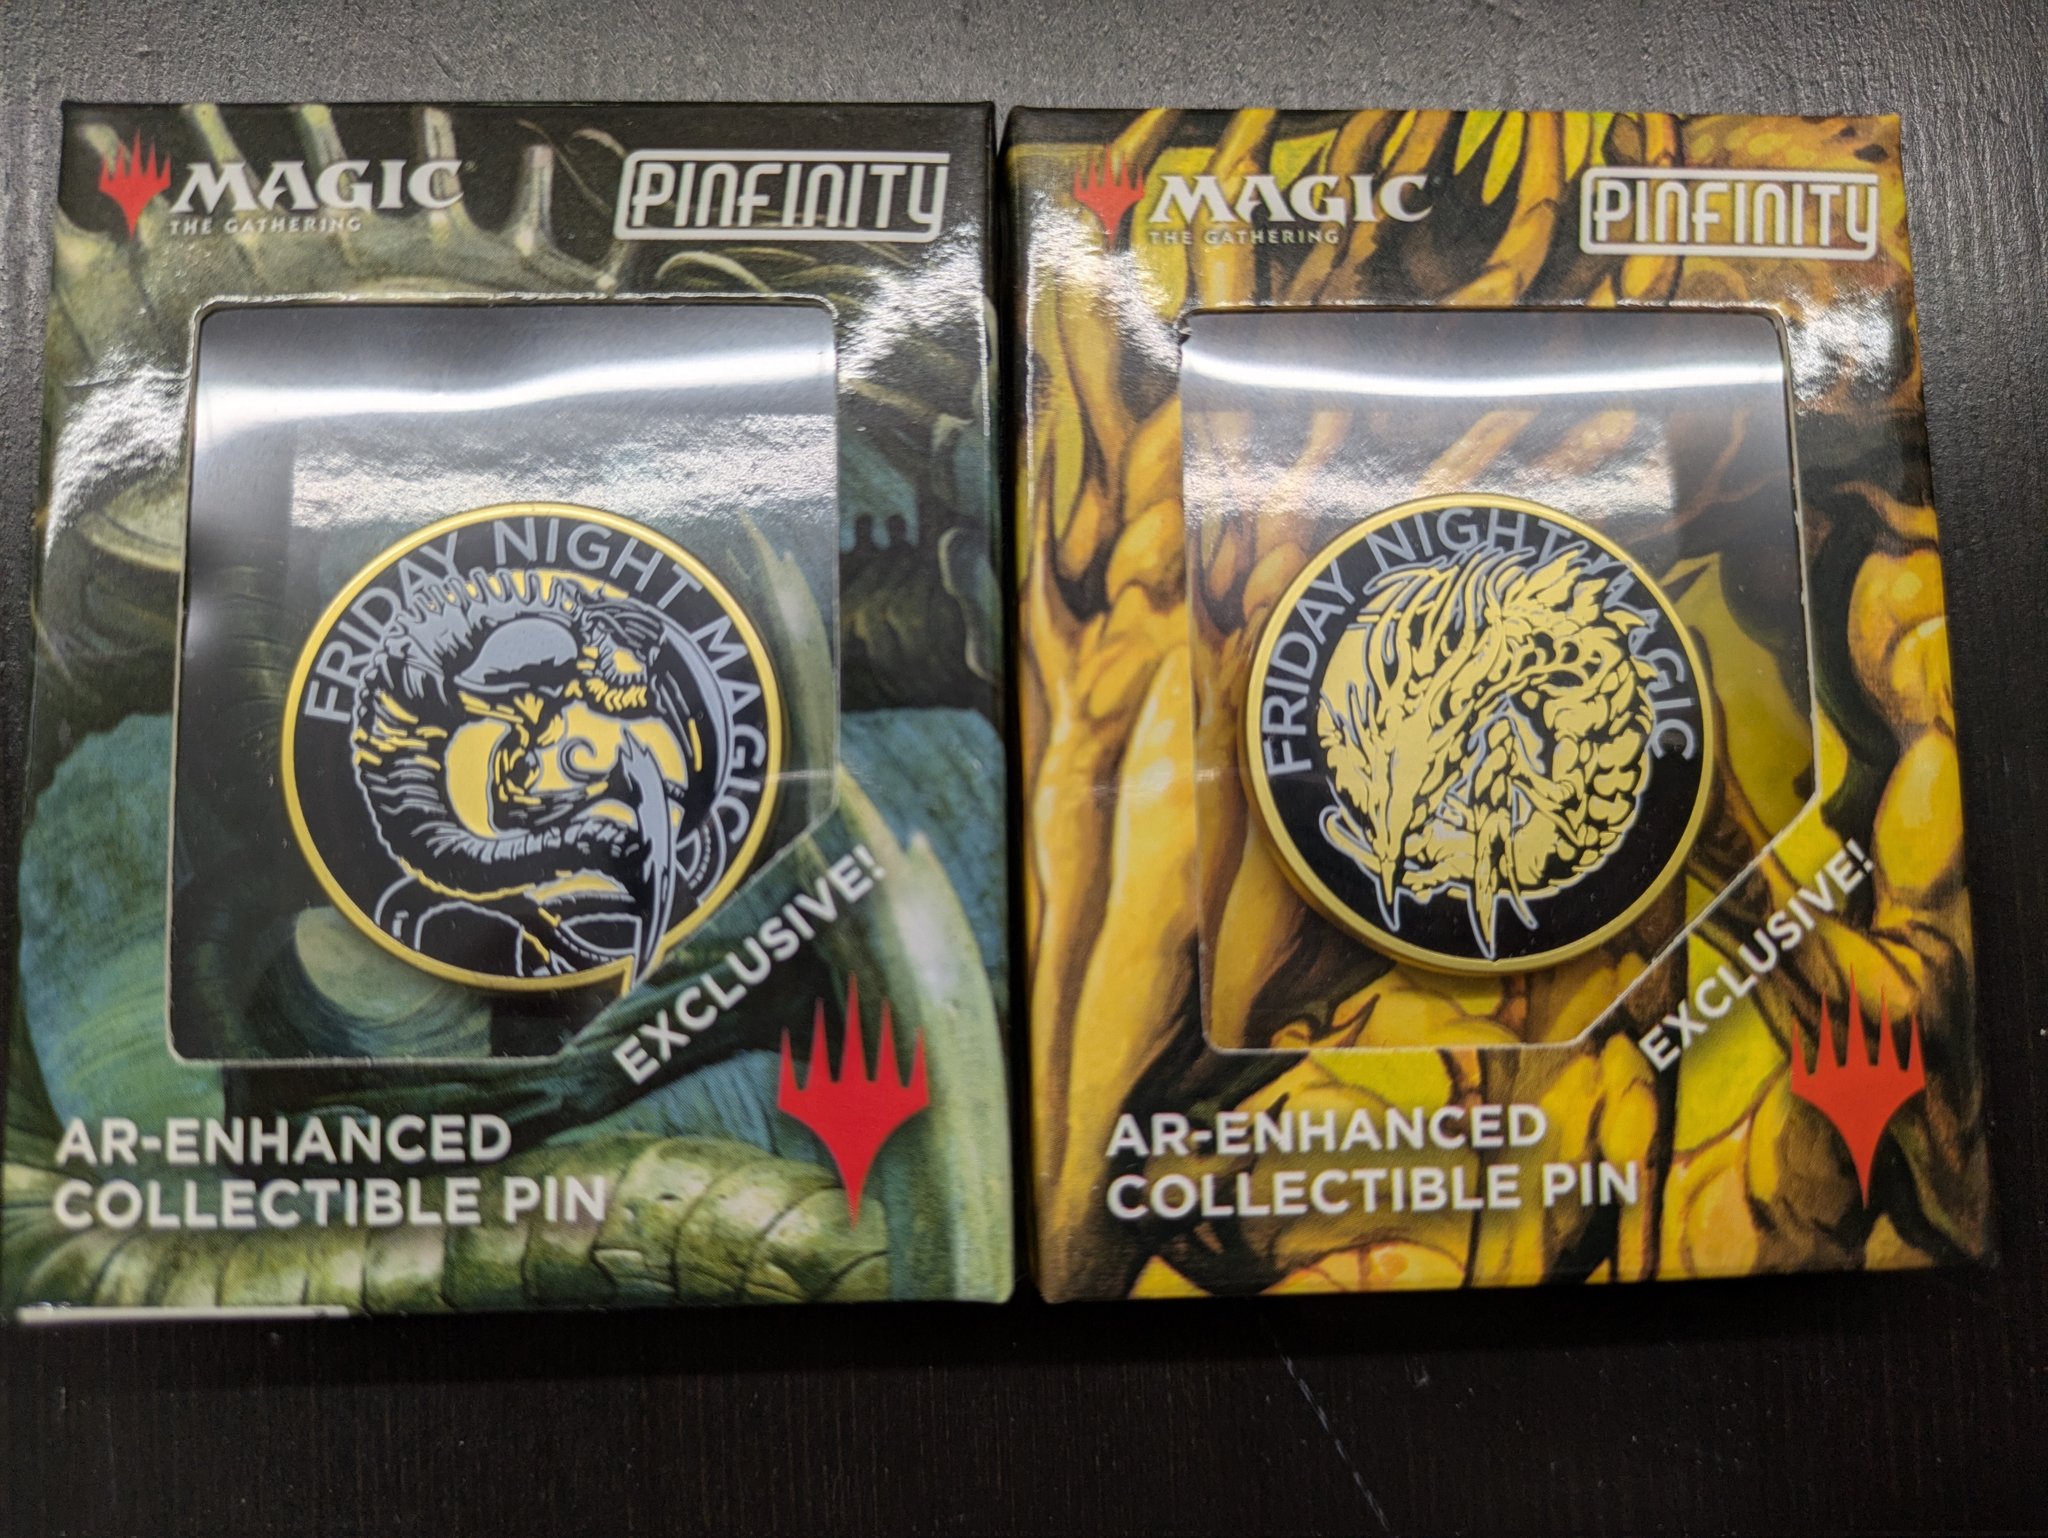 MAGIC
THE GATHERING
PINFINITY
FRIDAY NIGHT MAGIC
EXCLUSIVE!
AR-ENHANCED
COLLECTIBLE PIN
MAGIC
THE GATHERING
PINFINITY
FRIDAY NIGHT MAGIC
EXCLUSIVE!
AR-ENHANCED
COLLECTIBLE PIN